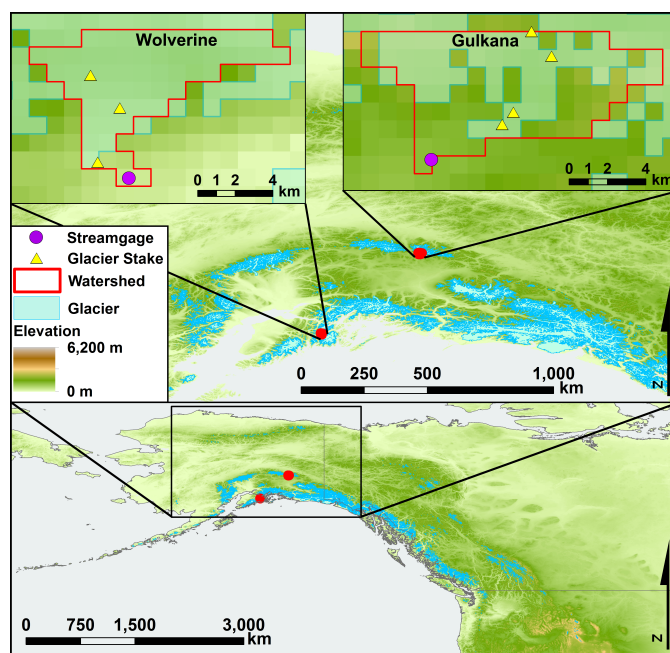 Wolverine
0 1 2 4
km
Gulkana
0 1 2 4
km
Streamgage
Glacier Stake
Watershed
Glacier
Elevation
6,200 m
0 m
0 250 500 1,000
km
N
0 750 1,500 3,000
km
N